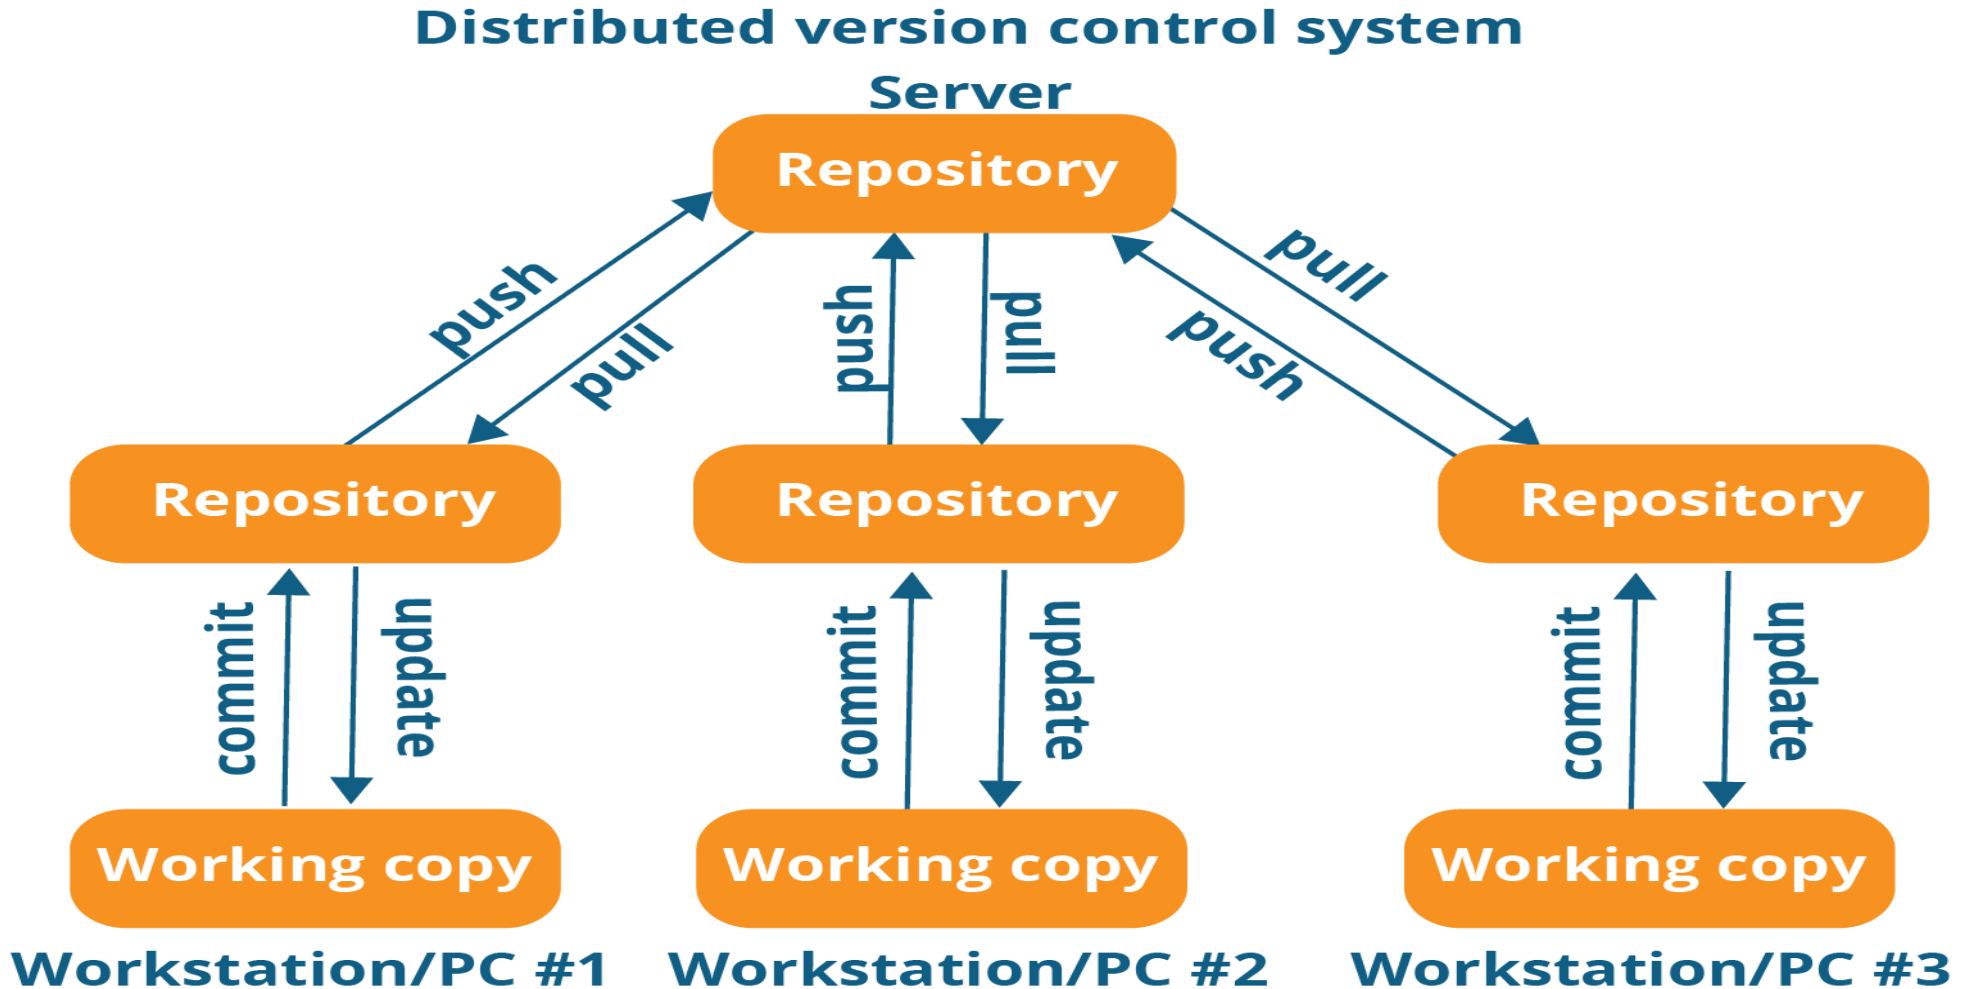 Distributed version control system
Server
Repository
push
pull
push
pull
push
pull
Repository
Repository
Repository
commit
update
commit
update
commit
update
Working copy
Working copy
Working copy
Workstation/PC #1
Workstation/PC #2
Workstation/PC #3